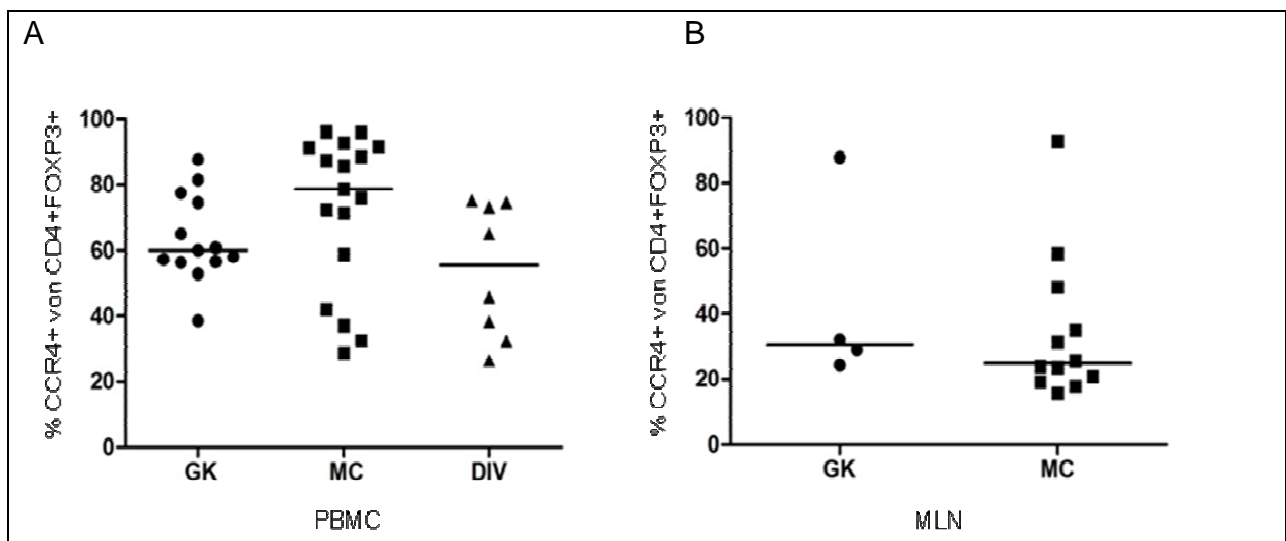 A
% CCR4+ von CD4+FOXP3+
100
80
60
40
20
0
GK MC DIV
PBMC
B
% CCR4+ von CD4+FOXP3+
100
80
60
40
20
0
GK MC
MLN